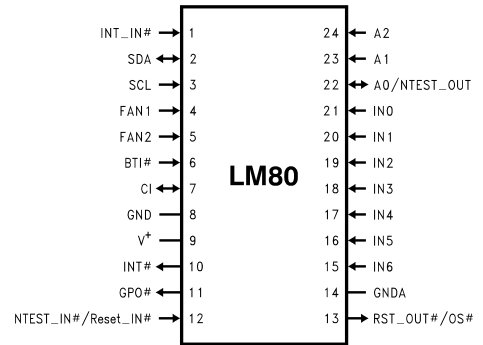 INT_IN# 1 24 A2
SDA 2 23 A1
SCL 3 22 A0/NTEST_OUT
FAN1 4 21 IN0
FAN2 5 20 IN1
BTI# 6 19 IN2
CI 7 18 IN3
LM80
GND 8 17 IN4
V+ 9 16 IN5
INT# 10 15 IN6
GPO# 11 14 GNDA
NTEST_IN#/Reset_IN# 12 13 RST_OUT#/OS#